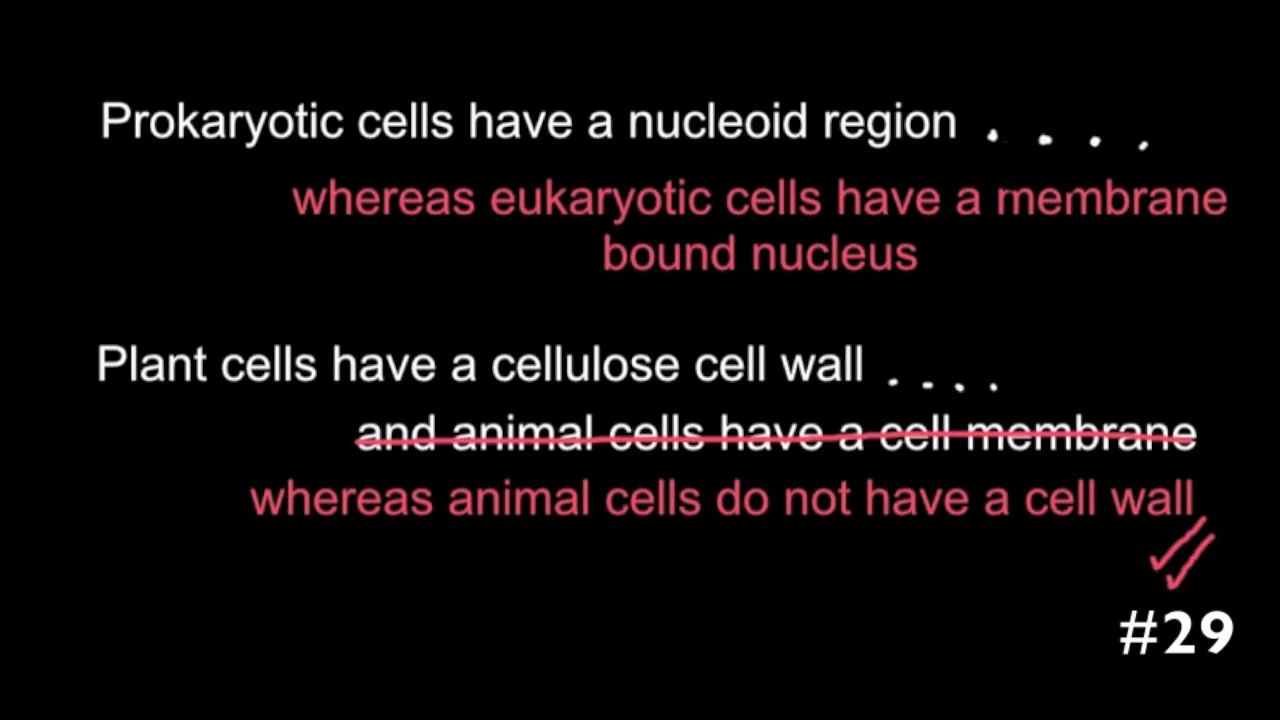 Prokaryotic cells have a nucleoid region . . . .
whereas eukaryotic cells have a membrane
bound nucleus
Plant cells have a cellulose cell wall . . . .
and animal cells have a cell membrane
whereas animal cells do not have a cell wall
#29